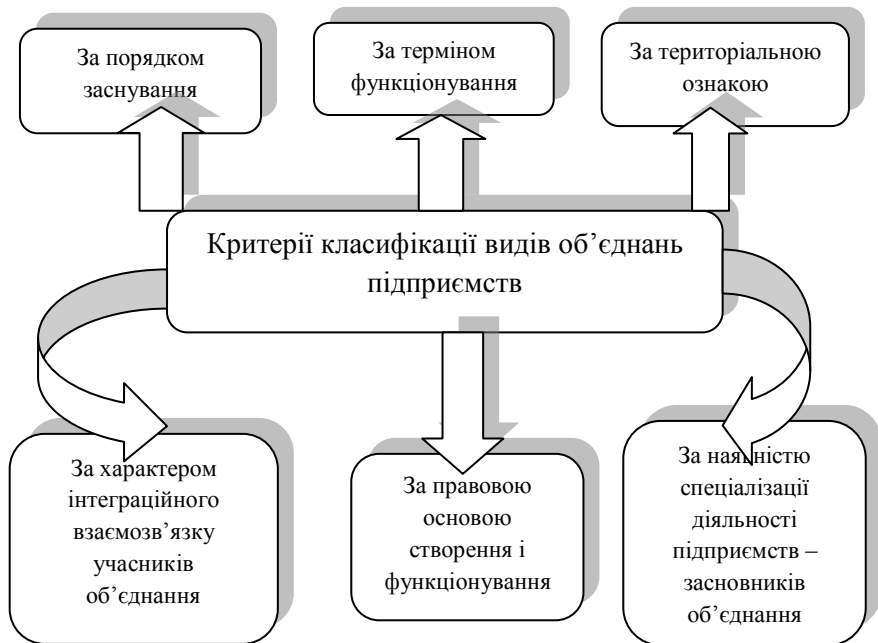 За порядком
заснування
За терміном
функціонування
За територіальною
ознакою
Критерії класифікації видів об’єднань
підприємств
За характером
інтеграційного
взаємозв’язку
учасників
об’єднання
За правовою
основою
створення і
функціонування
За наявністю
спеціалізації
діяльності
підприємств –
засновників
об’єднання